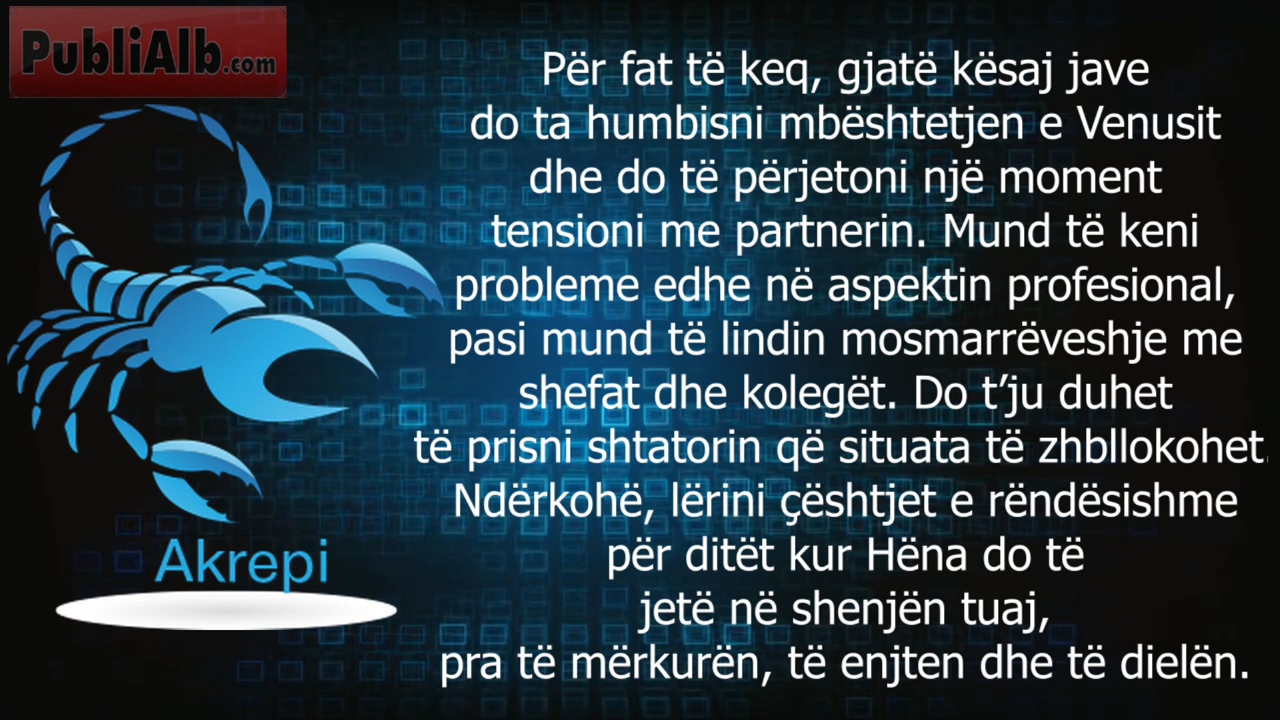 PubliAlb.com
Për fat të keq, gjatë kësaj jave
do ta humbisni mbështetjen e Venusit
dhe do të përjetoni një moment
tensioni me partnerin. Mund të keni
probleme edhe në aspektin profesional,
pasi mund të lindin mosmarrëveshje me
shefat dhe kolegët. Do t’ju duhet
të prisni shtatorin që situata të zhbllokohet.
Ndërkohë, lërini çështjet e rëndësishme
për ditët kur Hëna do të
jetë në shenjën tuaj,
pra të mërkurën, të enjten dhe të dielën.
Akrepi